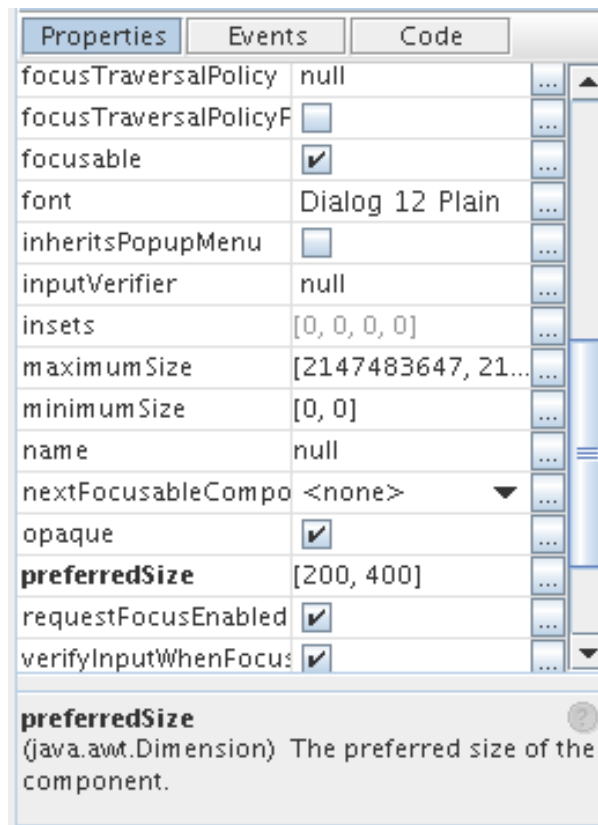 Properties Events Code
focusTraversalPolicy null ...
focusTraversalPolicyP ...
focusable ...
font Dialog 12 Plain ...
inheritsPopupMenu ...
inputVerifier null ...
insets [0, 0, 0, 0] ...
maximumSize [2147483647, 21... ...
minimumSize [0, 0] ...
name null ...
nextFocusableCompo <none> ...
opaque ...
preferredSize [200, 400] ...
requestFocusEnabled ...
verifyInputWhenFocus ...
preferredSize ?
(java.awt.Dimension) The preferred size of the
component.